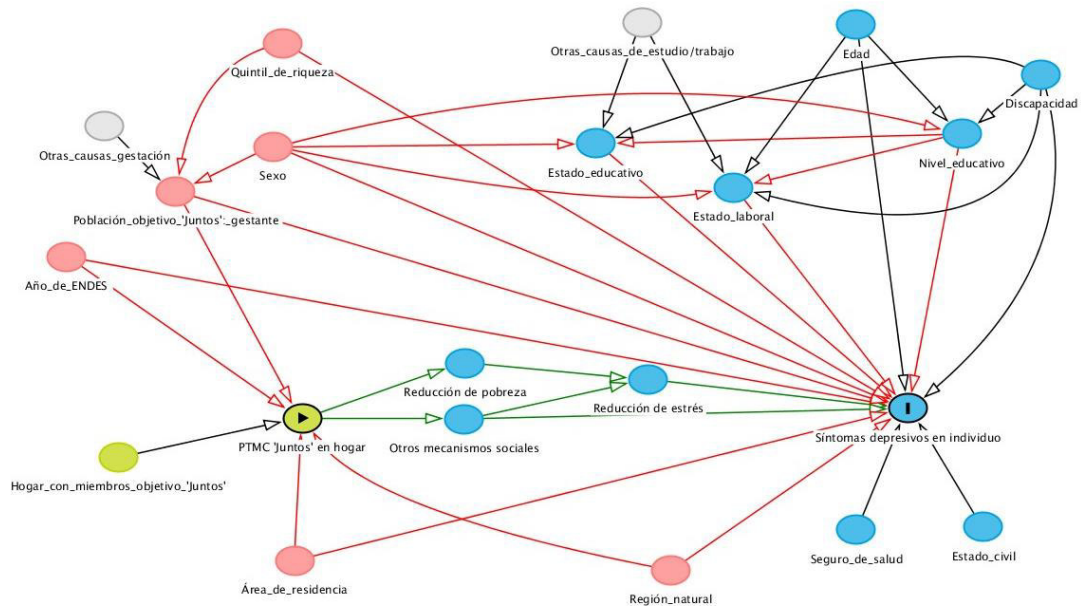 Otras_causas_de_estudio/trabajo
Edad
Quintil_de_riqueza
Discapacidad
Otras_causas_gestación
Sexo
Estado_educativo
Nivel_educativo
Población_objetivo_'Juntos':_gestante
Estado_laboral
Año_de_ENDES
Reducción de pobreza
Reducción de estrés
PTMC 'Juntos' en hogar
Otros mecanismos sociales
Síntomas depresivos en individuo
Hogar_con_miembros_objetivo_'Juntos'
Seguro_de_salud
Estado_civil
Área_de_residencia
Región_natural